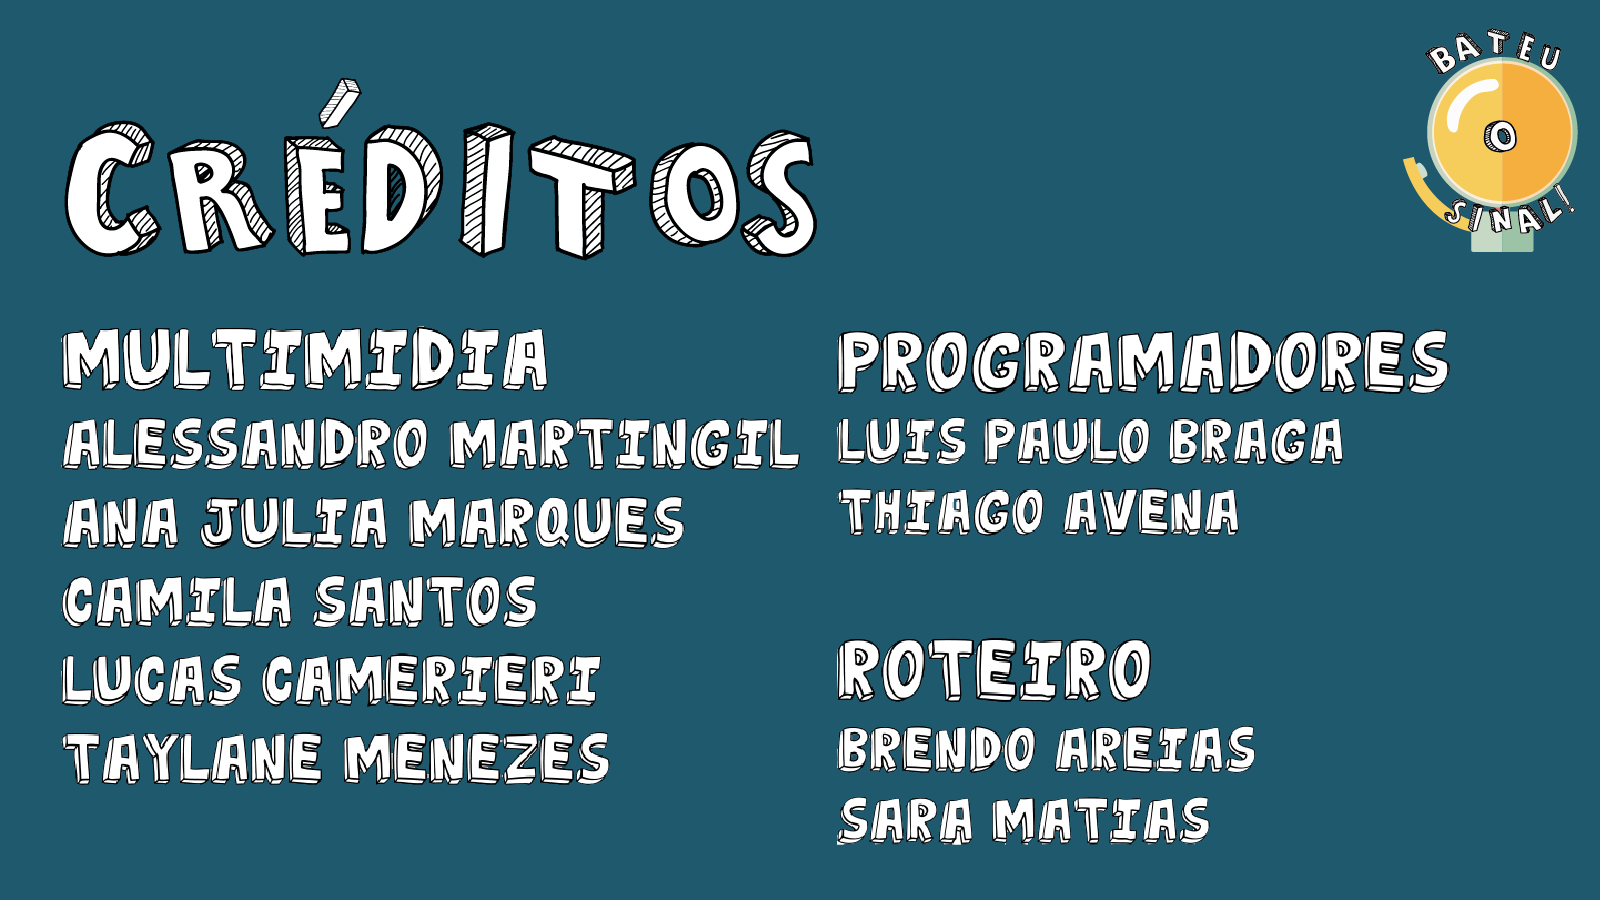 BATEU
O
SINAL!
CRÉDITOS
MULTIMIDIA
ALESSANDRO MARTINGIL
ANA JULIA MARQUES
CAMILA SANTOS
LUCAS CAMERIERI
TAYLANE MENEZES
PROGRAMADORES
LUIS PAULO BRAGA
THIAGO AVENA
ROTEIRO
BRENDO AREIAS
SARA MATIAS